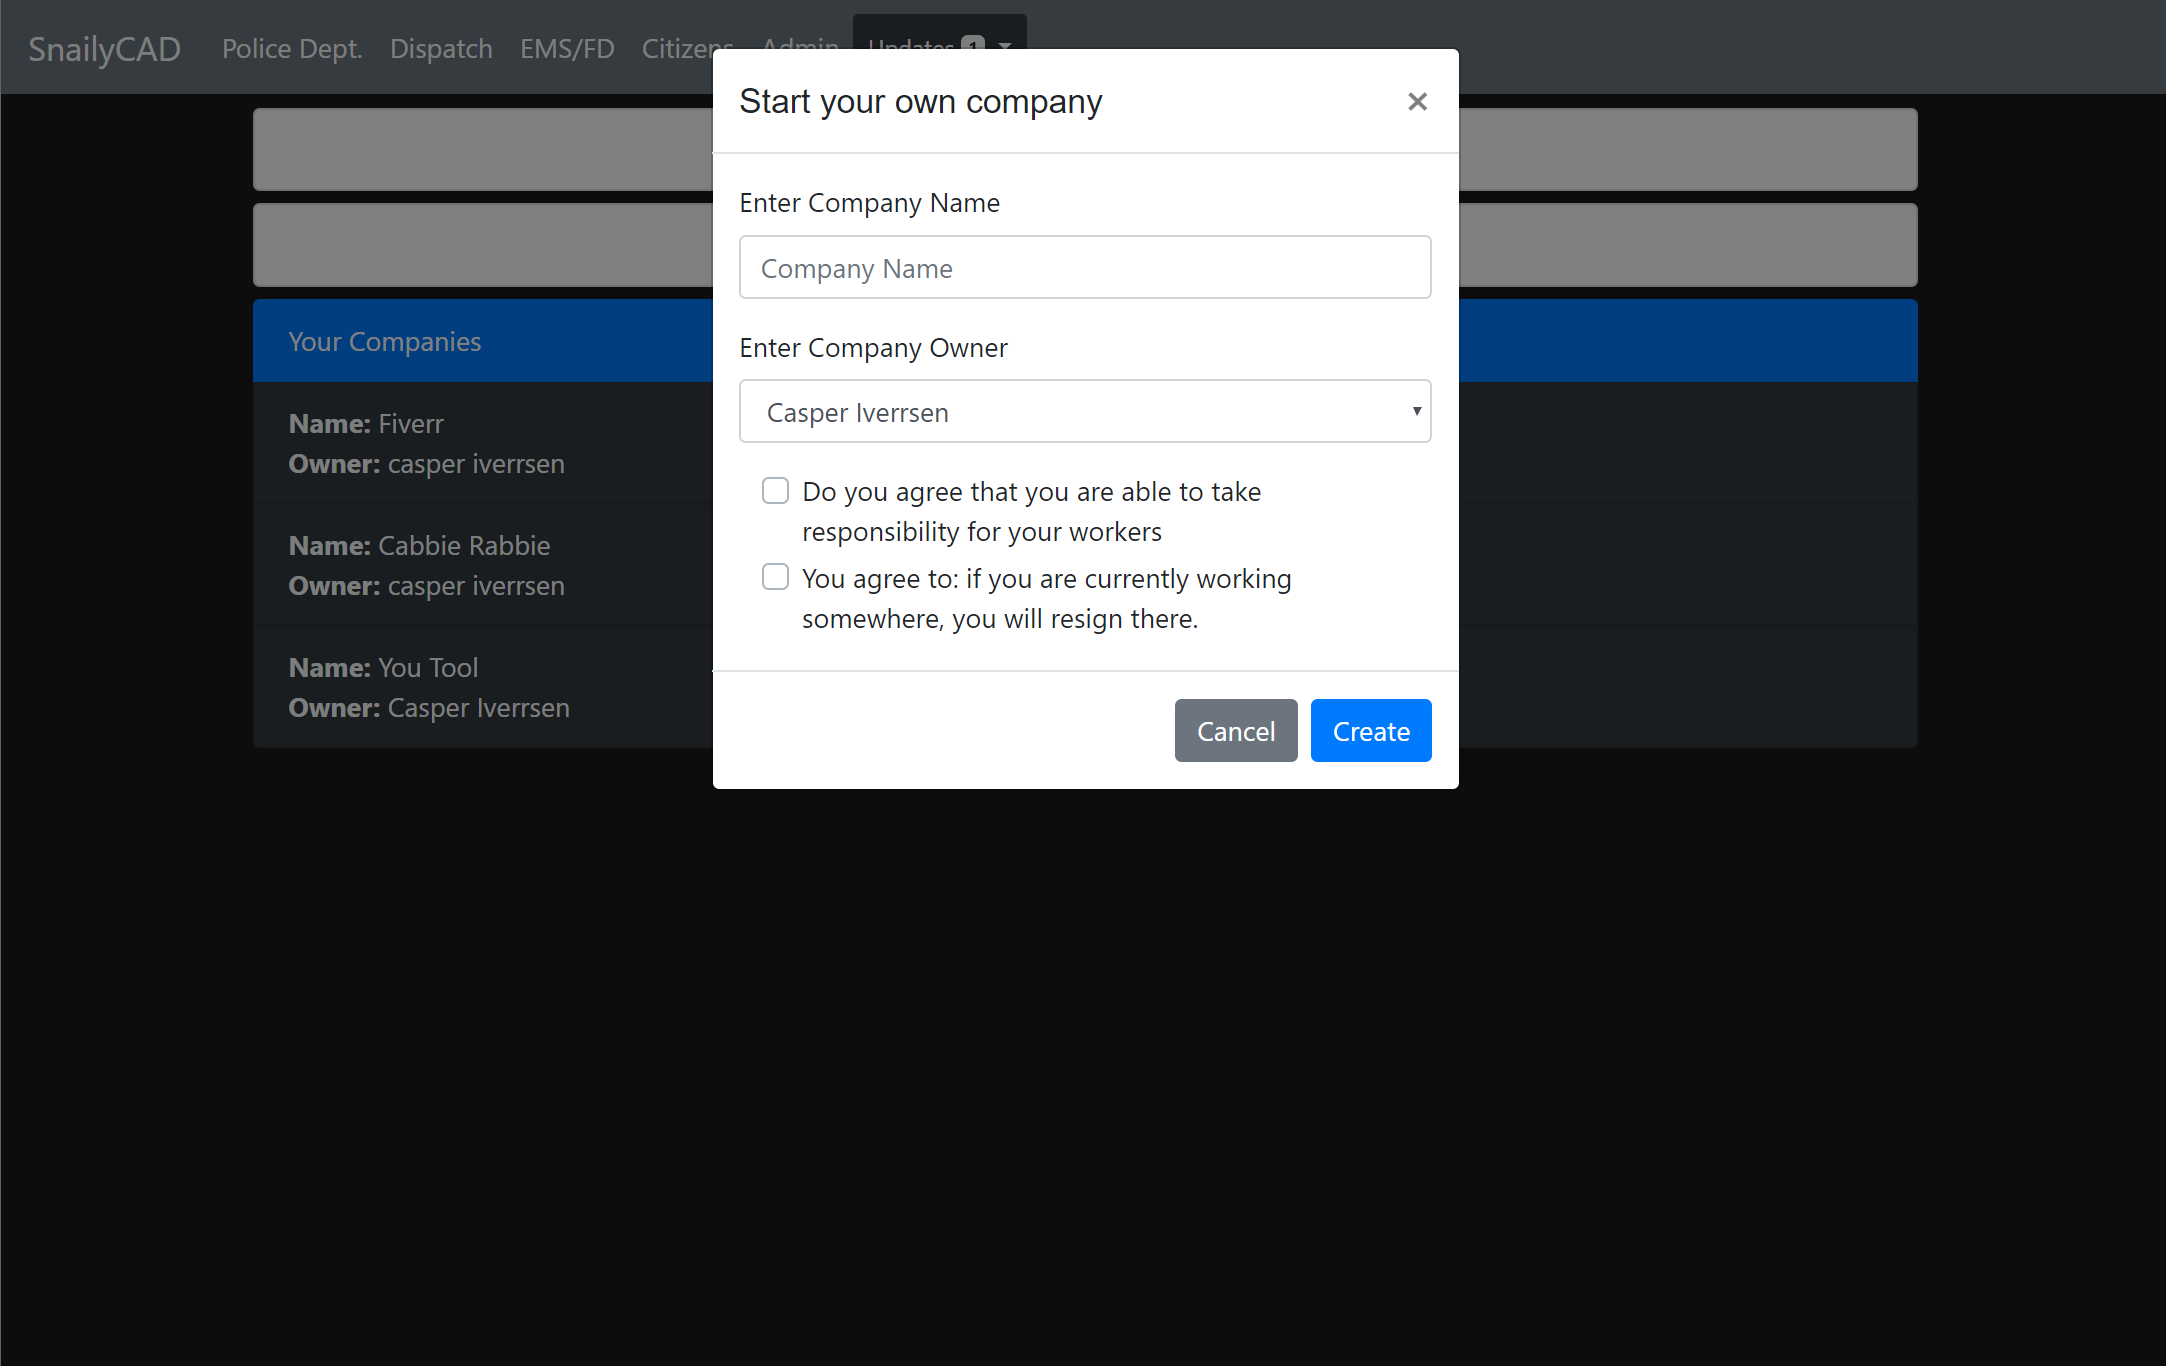 SnailyCAD Police Dept. Dispatch EMS/FD Citizens Admin Updates 1
Start your own company ×
Enter Company Name
Company Name
Enter Company Owner
Casper Iverrsen
Do you agree that you are able to take
responsibility for your workers
You agree to: if you are currently working
somewhere, you will resign there.
Cancel Create
Your Companies
Name: Fiverr
Owner: casper iverrsen
Name: Cabbie Rabbie
Owner: casper iverrsen
Name: You Tool
Owner: Casper Iverrsen